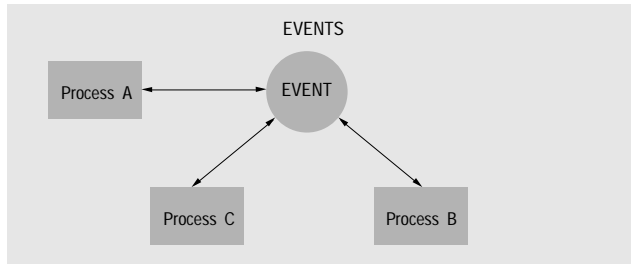 EVENTS
EVENT
Process A
Process C
Process B